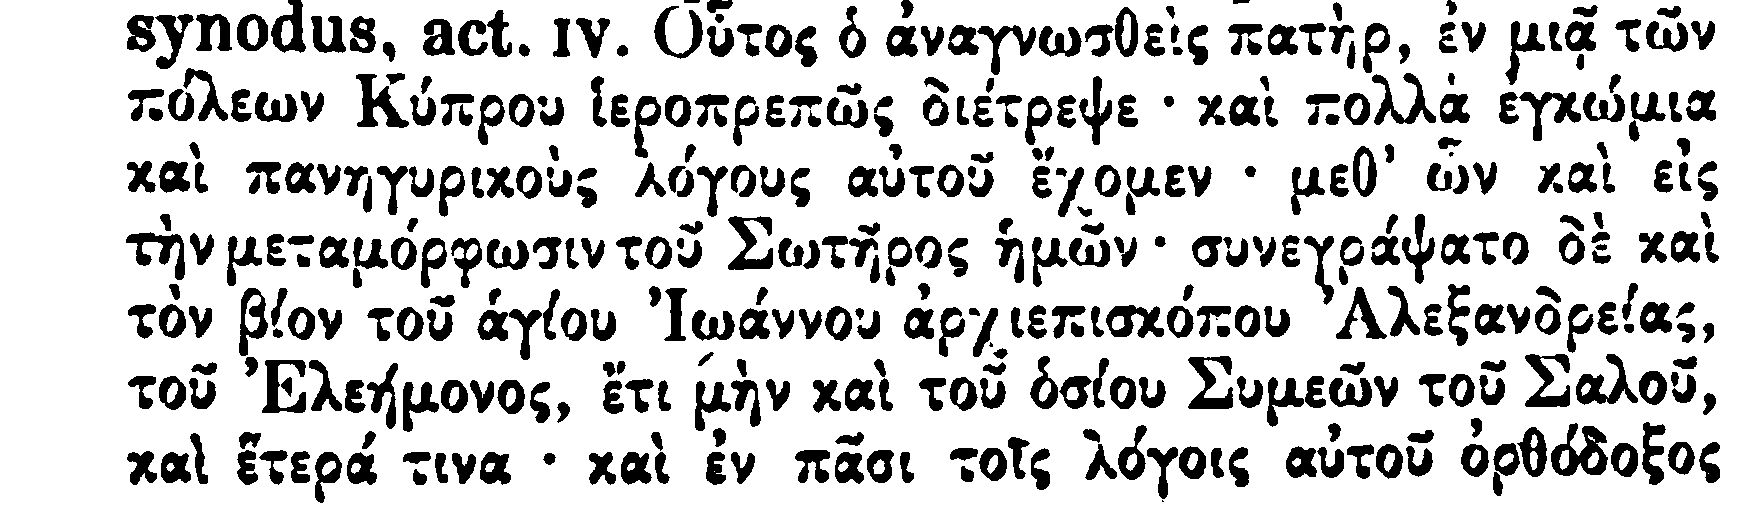 synodus, act. IV. Οὗτος ὁ ἀναγνωσθεὶς πατὴρ, ἐν μιᾷ τῶν
πόλεων Κύπρου ἱεροπρεπῶς διέτρεψε · καὶ πολλὰ ἐγκώμια
καὶ πανηγυρικοὺς λόγους αὐτοῦ ἔχομεν · μεθ’ ὧν καὶ εἰς
τὴν μεταμόρφωσιν τοῦ Σωτῆρος ἡμῶν · συνεγράψατο δὲ καὶ
τὸν βίον τοῦ ἁγίου Ἰωάννου ἀρχιεπισκόπου Ἀλεξανδρείας,
τοῦ Ἐλεήμονος, ἔτι μὴν καὶ τοῦ ὁσίου Συμεῶν τοῦ Σαλοῦ,
καὶ ἕτερά τινα · καὶ ἐν πᾶσι τοῖς λόγοις αὐτοῦ ὀρθόδοξος